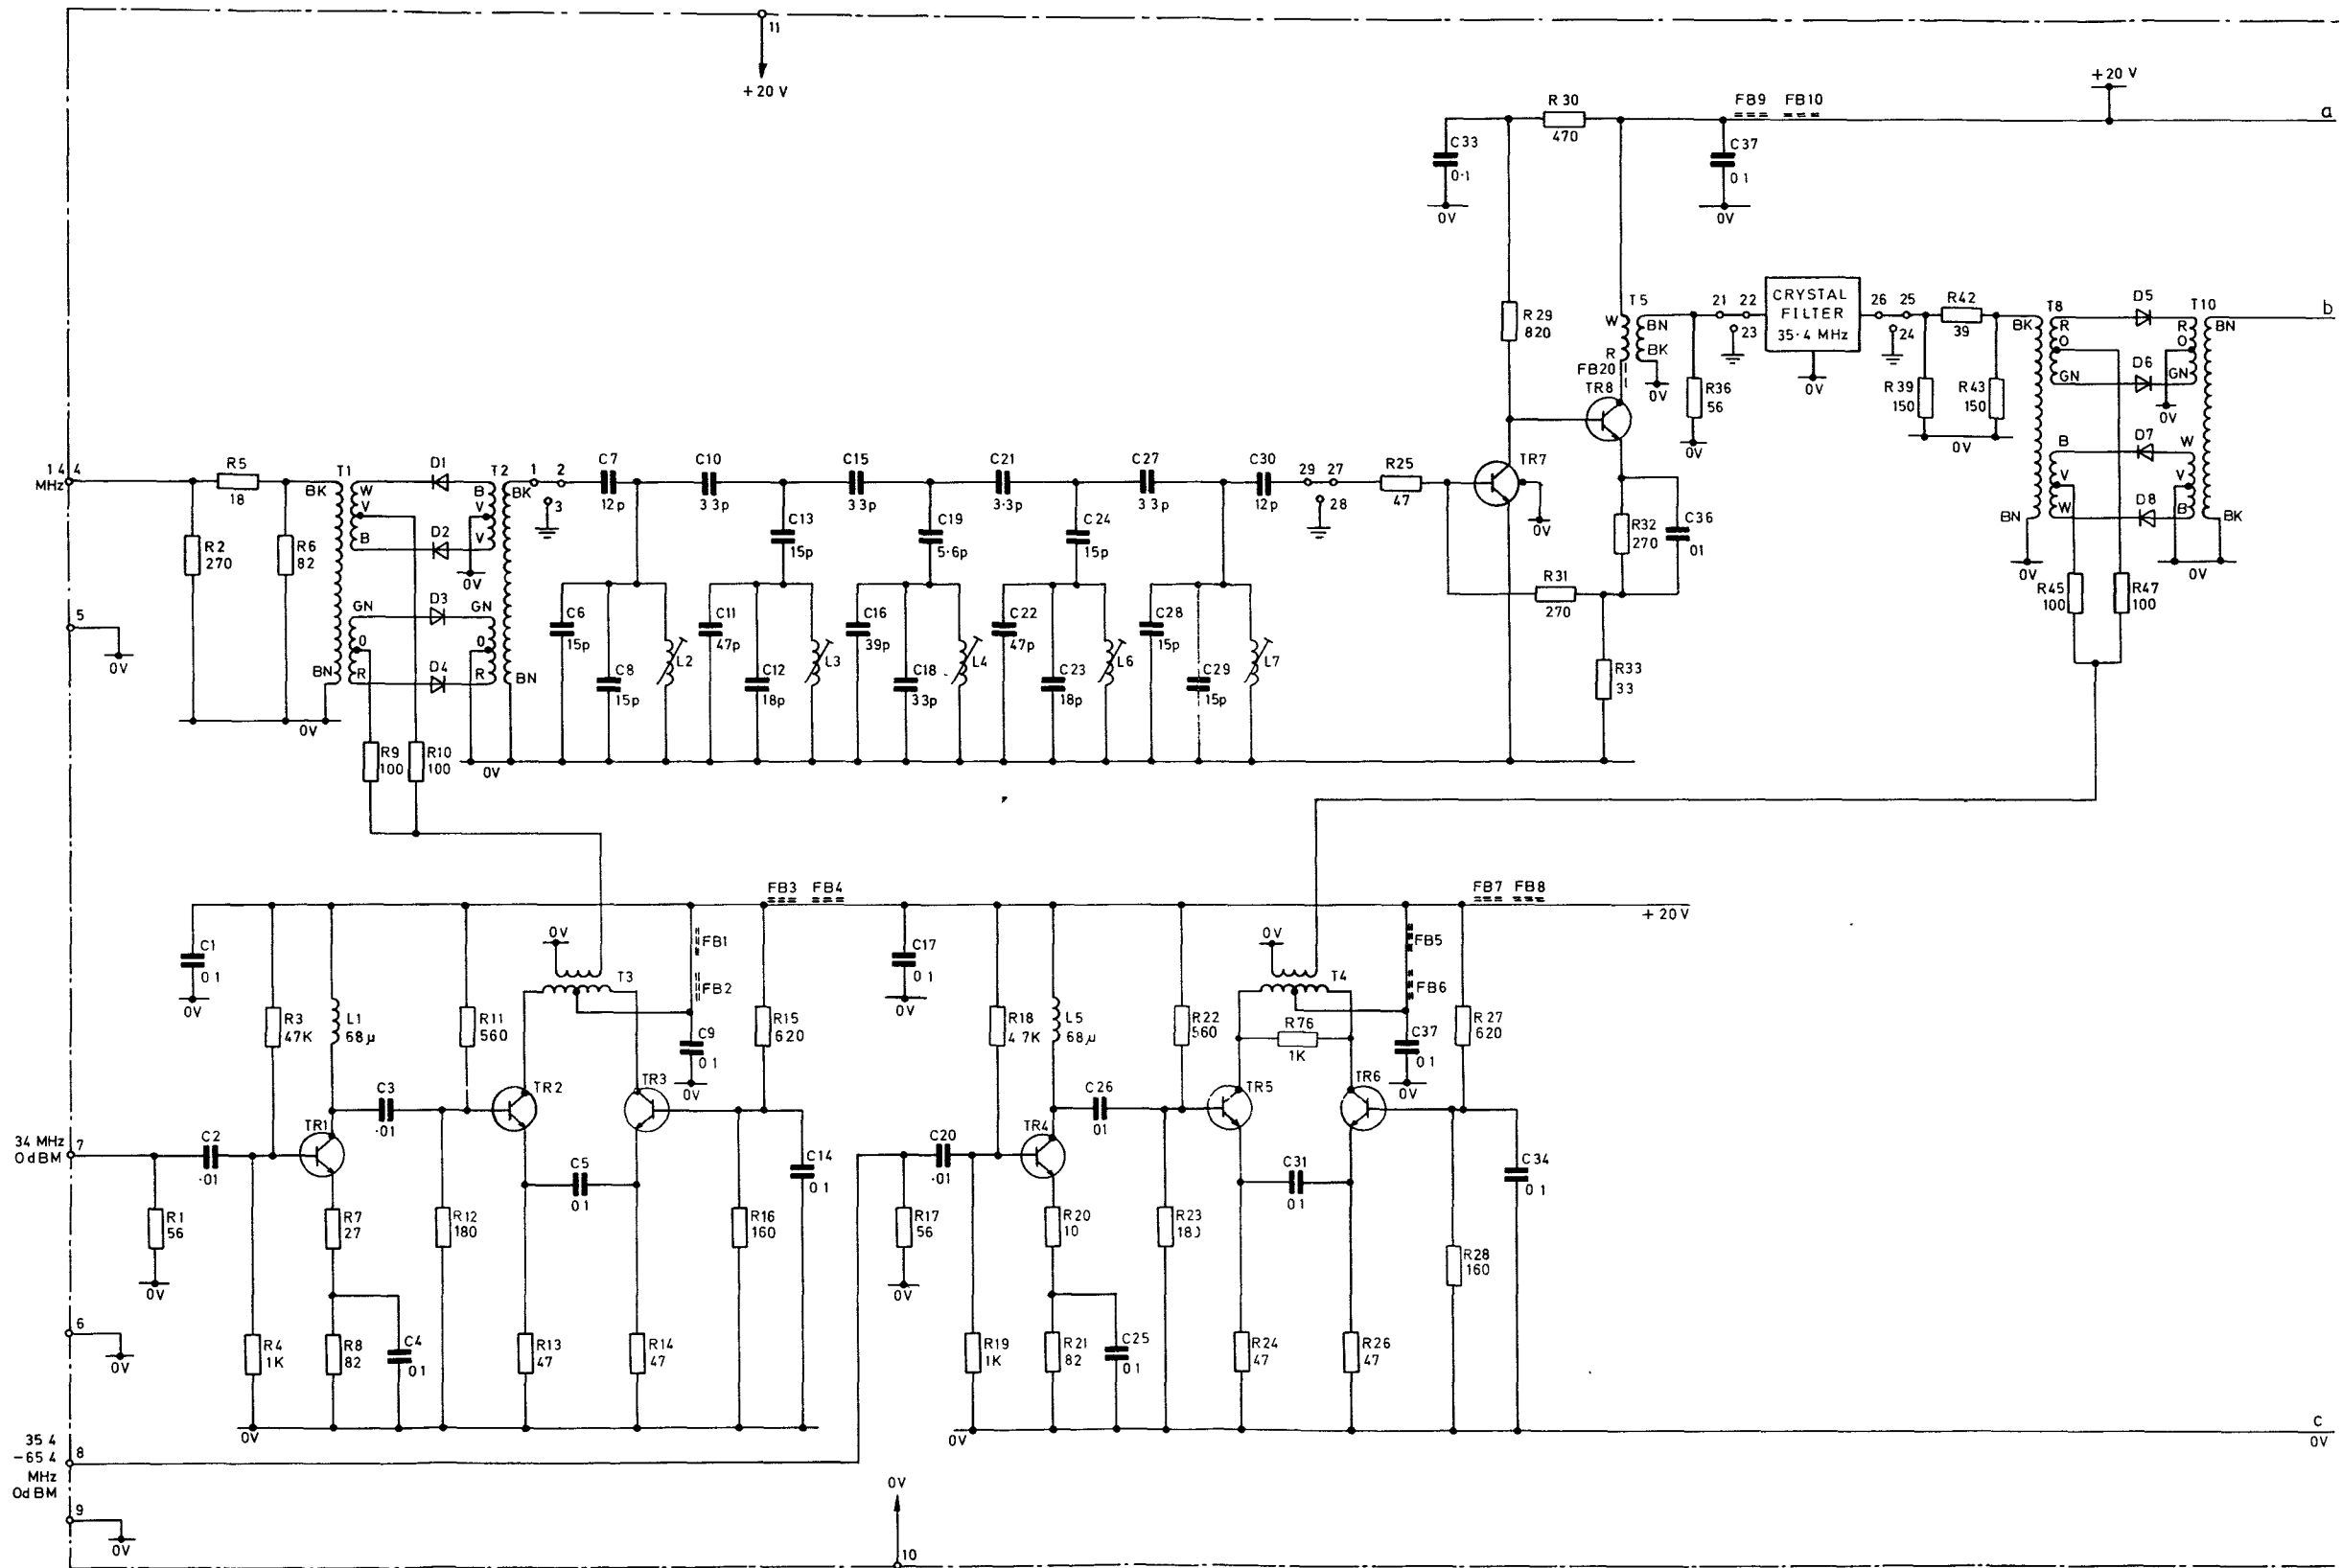 11
+20 V
+20 V
R 30
470
FB9 FB10
a
C33
0·1
0V
C37
0 1
0V
R 29
820
T5
W
R
BN
BK
0V
FB20
TR8
21 22
23
CRYSTAL
FILTER
35·4 MHz
0V
26 25
24
R42
39
R36
56
0V
R39
150
R43
150
0V
T8
BK
R
O
GN
D5
D6
T10
R
O
GN
BN
b
0V
B
V
W
BN
0V
D7
D8
W
V
B
BK
0V
R45
100
R47
100
1 4
MHz
4
R5
18
R2
270
R6
82
T1
BK
W
V
B
D1
D2
T2
B
V
V
BK
0V
1 2
3
GN
O
R
BN
0V
D3
D4
GN
O
R
BN
C7
12p
C10
3 3p
C15
3 3p
C21
3·3p
C27
3 3p
C30
12p
29 27
28
R25
47
TR7
0V
C13
15p
C19
5·6p
C24
15p
R32
270
C36
01
R31
270
R33
33
C6
15p
C8
15p
L2
C11
47p
C12
18p
L3
C16
39p
C18
33p
L4
C22
47p
C23
18p
L6
C28
15p
C29
15p
L7
5
0V
R9
100
R10
100
0V
FB3 FB4
FB7 FB8
+ 20 V
C1
0 1
0V
R3
47K
L1
68µ
R11
560
0V
T3
FB1
FB2
C9
0 1
0V
R15
620
C17
0 1
0V
R18
4 7K
L5
68µ
R22
560
0V
T4
R76
1K
FB5
FB6
C37
0 1
0V
R 27
620
34 MHz
0dBM
7
C2
·01
TR1
C3
·01
TR2
TR3
C5
0 1
C14
0 1
C20
·01
TR4
C26
01
TR5
TR6
C31
0 1
C34
0 1
R1
56
0V
R7
27
R12
180
R16
160
R17
56
0V
R20
10
R23
180
R28
160
6
0V
R4
1K
R8
82
C4
01
R13
47
R14
47
R19
1K
R21
82
C25
0 1
R24
47
R26
47
0V
0V
c
0V
35 4
-65 4
MHz
0dBM
8
9
0V
0V
10